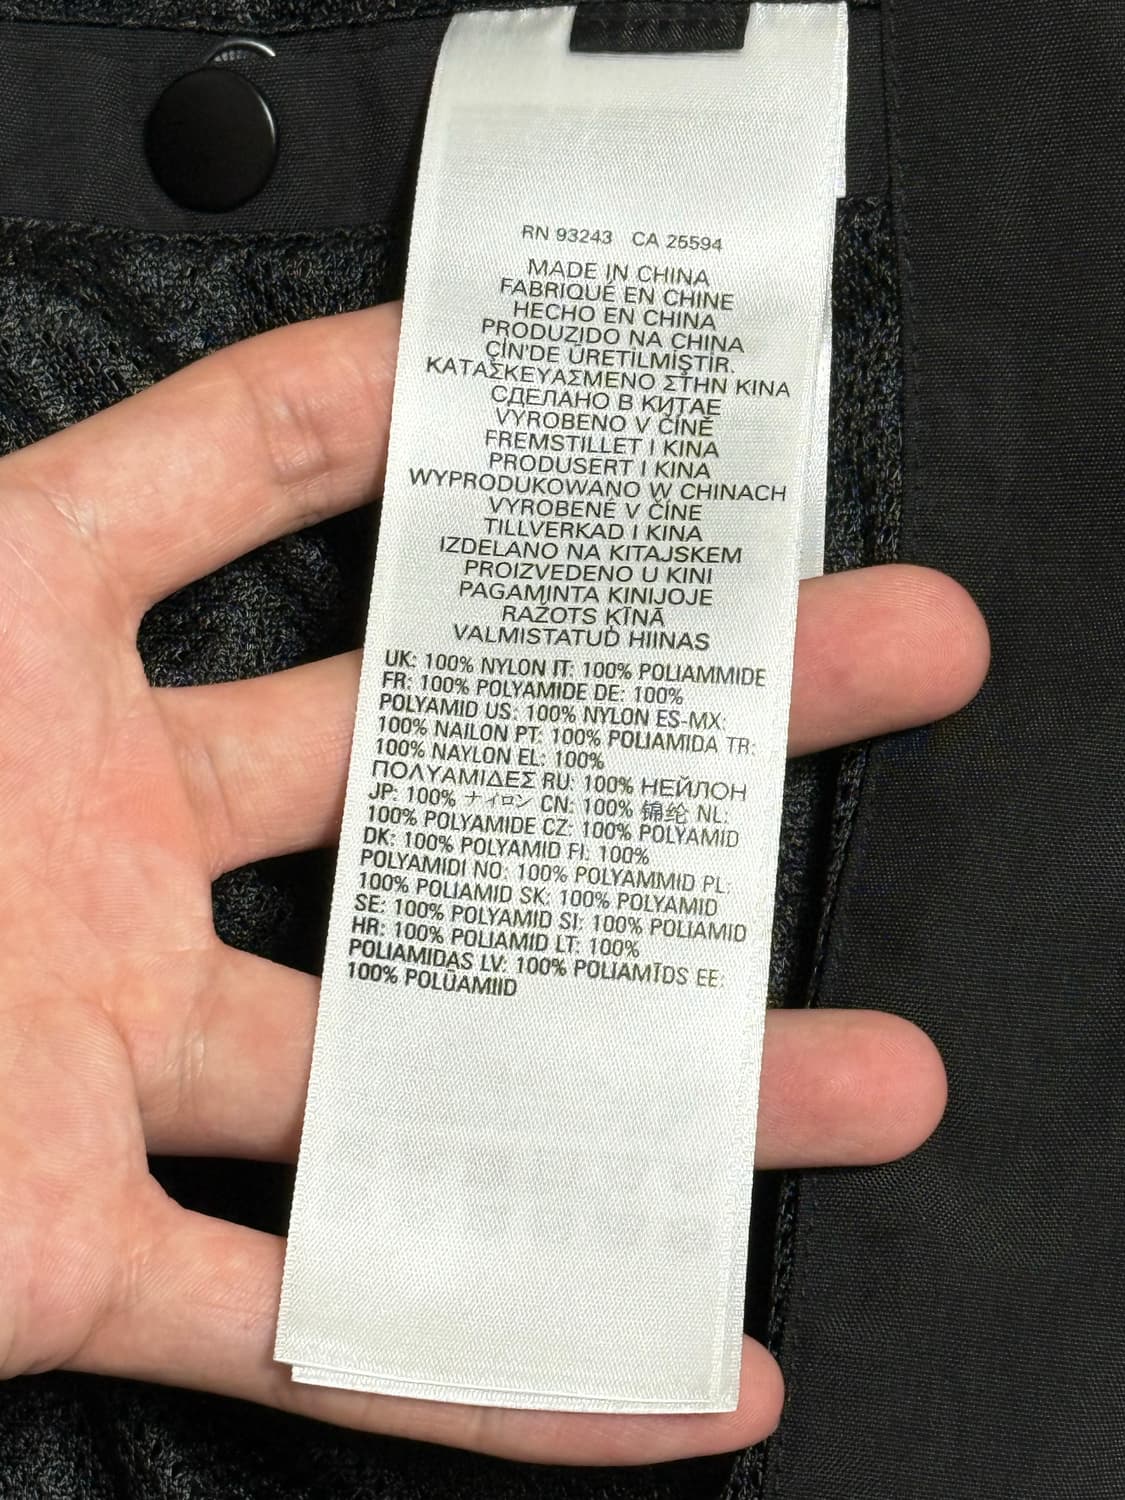 RN 93243 CA 25594
MADE IN CHINA
FABRIQUÉ EN CHINE
HECHO EN CHINA
PRODUZIDO NA CHINA
ÇİN'DE ÜRETİLMİŞTİR.
ΚΑΤΑΣΚΕΥΑΣΜΕΝΟ ΣΤΗΝ ΚΙΝΑ
СДЕЛАНО В КИТАЕ
VYROBENO V ČÍNĚ
FREMSTILLET I KINA
PRODUSERT I KINA
WYPRODUKOWANO W CHINACH
VYROBENÉ V ČÍNE
TILLVERKAD I KINA
IZDELANO NA KITAJSKEM
PROIZVEDENO U KINI
PAGAMINTA KINIJOJE
RAŽOTS ĶĪNĀ
VALMISTATUD HIINAS
UK: 100% NYLON IT: 100% POLIAMMIDE
FR: 100% POLYAMIDE DE: 100%
POLYAMID US: 100% NYLON ES-MX:
100% NAILON PT: 100% POLIAMIDA TR:
100% NAYLON EL: 100%
ΠΟΛΥΑΜΙΔΕΣ RU: 100% НЕЙЛОН
JP: 100% ナイロン CN: 100% 锦纶 NL:
100% POLYAMIDE CZ: 100% POLYAMID
DK: 100% POLYAMID FI: 100%
POLYAMIDI NO: 100% POLYAMMID PL:
100% POLIAMID SK: 100% POLYAMID
SE: 100% POLYAMID SI: 100% POLIAMID
HR: 100% POLIAMID LT: 100%
POLIAMIDAS LV: 100% POLIAMĪDS EE:
100% POLÜAMIID